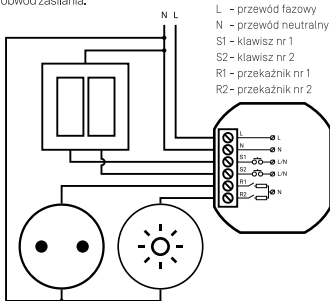 obwód zasilania.
N L
L - przewód fazowy
N - przewód neutralny
S1 - klawisz nr 1
S2 - klawisz nr 2
R1 - przekaźnik nr 1
R2 - przekaźnik nr 2
L L
N N
S1 L/N
S2 L/N
R1
N
R2